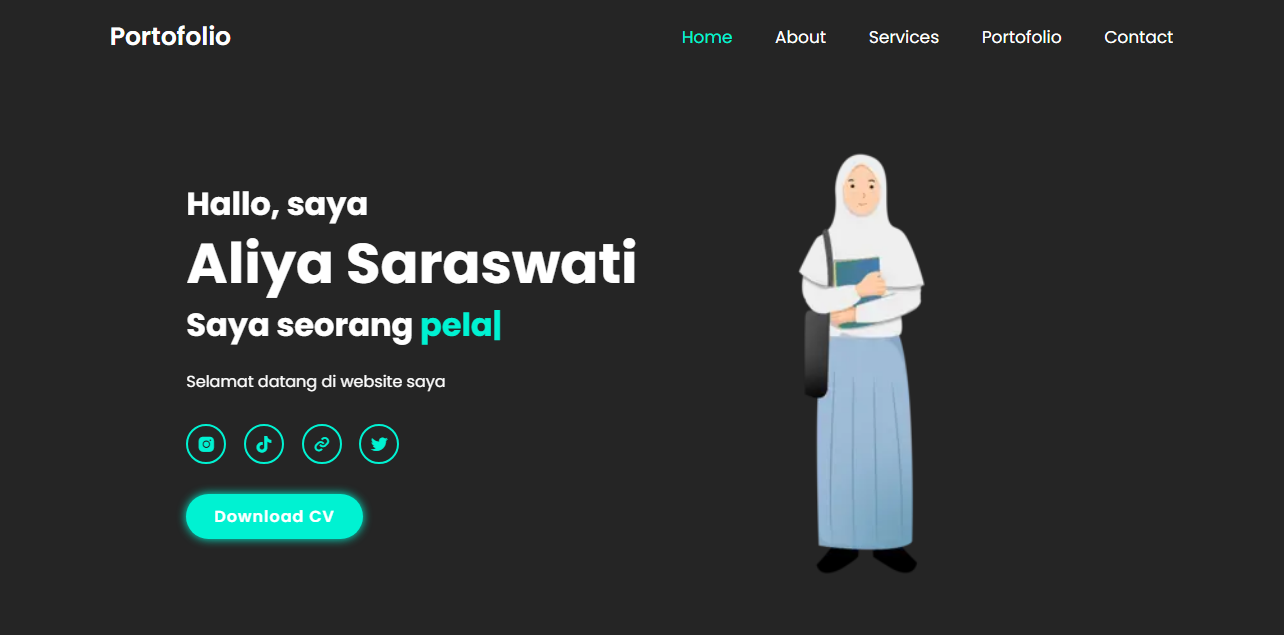 Portofolio
Home About Services Portofolio Contact
Hallo, saya
Aliya Saraswati
Saya seorang pela|
Selamat datang di website saya
Download CV